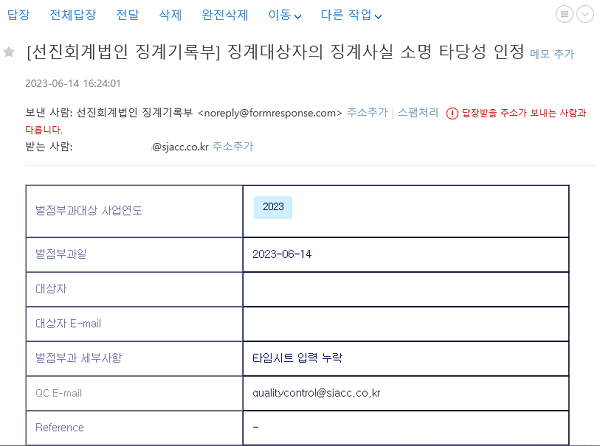 답장 전체답장 전달 삭제 완전삭제 이동 다른 작업
[선진회계법인 징계기록부] 징계대상자의 징계사실 소명 타당성 인정 메모 추가
2023-06-14 16:24:01
보낸 사람: 선진회계법인 징계기록부 <noreply@formresponse.com> 주소추가 | 스팸처리 답장받을 주소가 보내는 사람과
다릅니다.
받는 사람: @sjacc.co.kr 주소추가
벌점부과대상 사업연도 2023
벌점부과일 2023-06-14
대상자
대상자 E-mail
벌점부과 세부사항 타임시트 입력 누락
QC E-mail qualitycontrol@sjacc.co.kr
Reference -